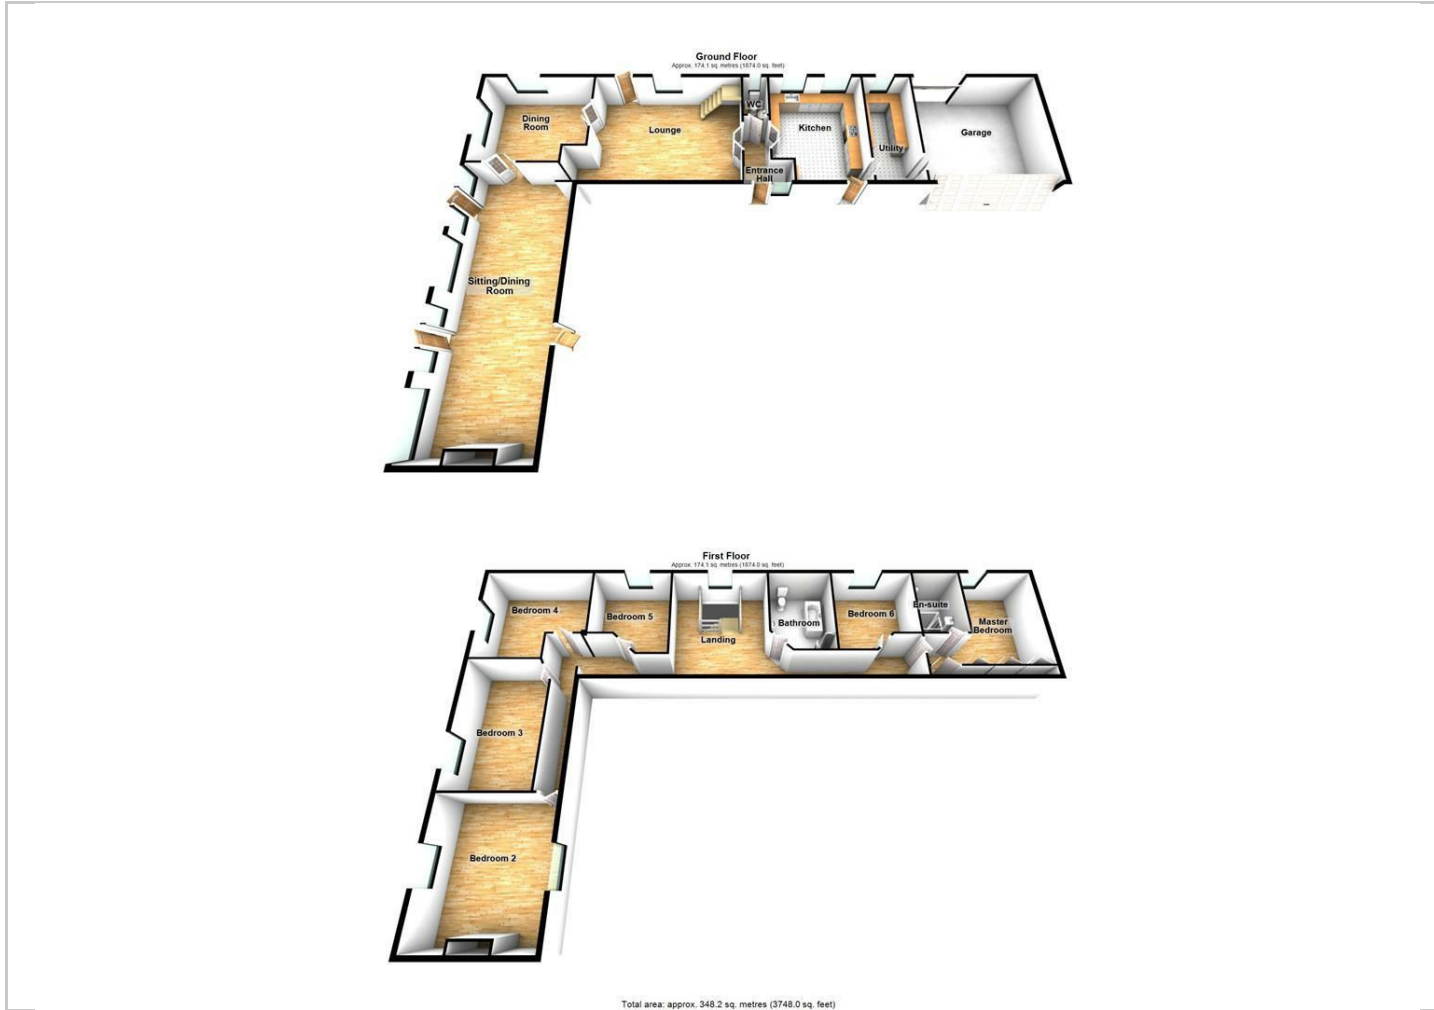 Ground Floor
Approx. 174.1 sq. metres (1874.0 sq. feet)
Dining
Room
Lounge
WC
Entrance
Hall
Kitchen
Utility
Garage
Sitting/Dining
Room
First Floor
Approx. 174.1 sq. metres (1874.0 sq. feet)
Bedroom 4
Bedroom 5
Landing
Bathroom
Bedroom 6
En-suite
Master
Bedroom
Bedroom 3
Bedroom 2
Total area: approx. 348.2 sq. metres (3748.0 sq. feet)